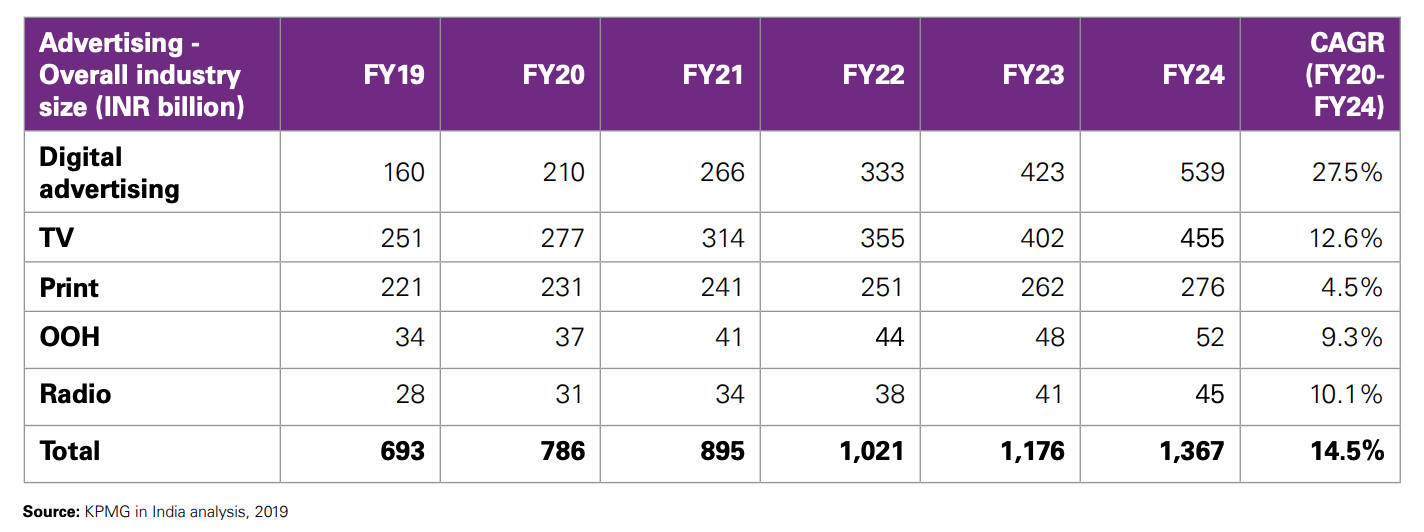 Advertising - Overall industry size (INR billion) FY19 FY20 FY21 FY22 FY23 FY24 CAGR (FY20-FY24)
Digital advertising 160 210 266 333 423 539 27.5%
TV 251 277 314 355 402 455 12.6%
Print 221 231 241 251 262 276 4.5%
OOH 34 37 41 44 48 52 9.3%
Radio 28 31 34 38 41 45 10.1%
Total 693 786 895 1,021 1,176 1,367 14.5%
Source: KPMG in India analysis, 2019